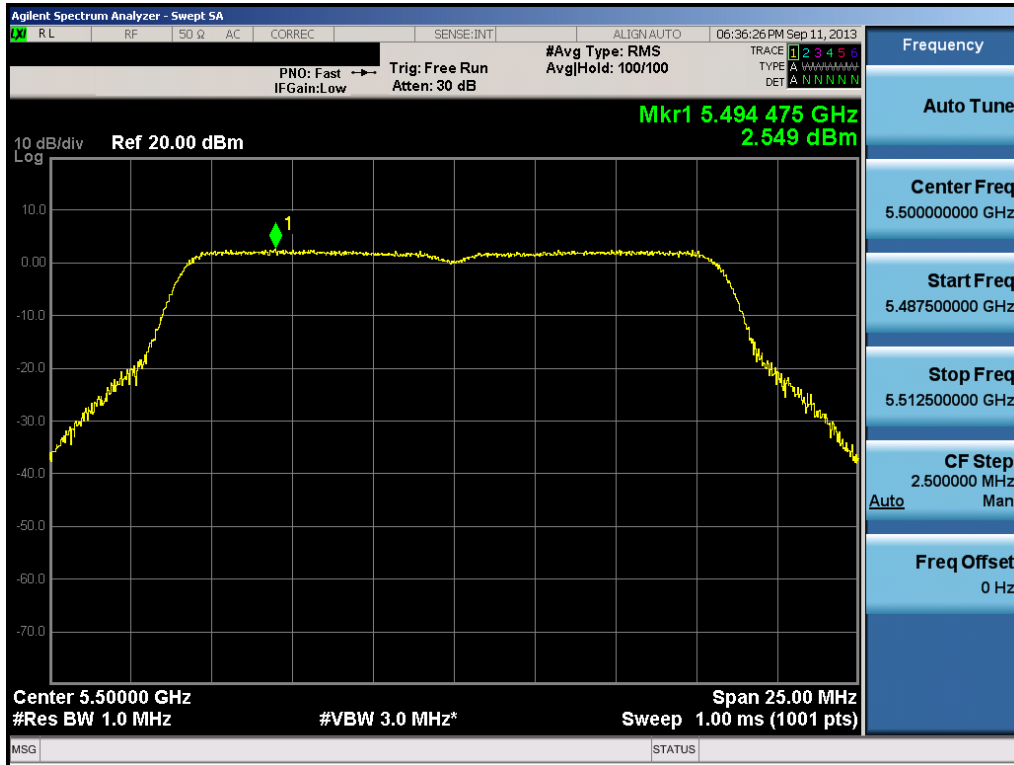 Agilent Spectrum Analyzer - Swept SA
LXI RL RF 50 Ω AC CORREC SENSE:INT ALIGN AUTO 06:36:26 PM Sep 11, 2013
Frequency
PNO: Fast
IFGain:Low
Trig: Free Run
Atten: 30 dB
#Avg Type: RMS
Avg|Hold: 100/100
TRACE 1 2 3 4 5 6
TYPE A WWWWW
DET A N N N N N
Auto Tune
Mkr1 5.494 475 GHz
2.549 dBm
10 dB/div Ref 20.00 dBm
Log
10.0
0.00
-10.0
-20.0
-30.0
-40.0
-50.0
-60.0
-70.0
1
Center Freq
5.500000000 GHz
Start Freq
5.487500000 GHz
Stop Freq
5.512500000 GHz
CF Step
2.500000 MHz
Auto Man
Freq Offset
0 Hz
Center 5.50000 GHz Span 25.00 MHz
#Res BW 1.0 MHz #VBW 3.0 MHz* Sweep 1.00 ms (1001 pts)
MSG STATUS